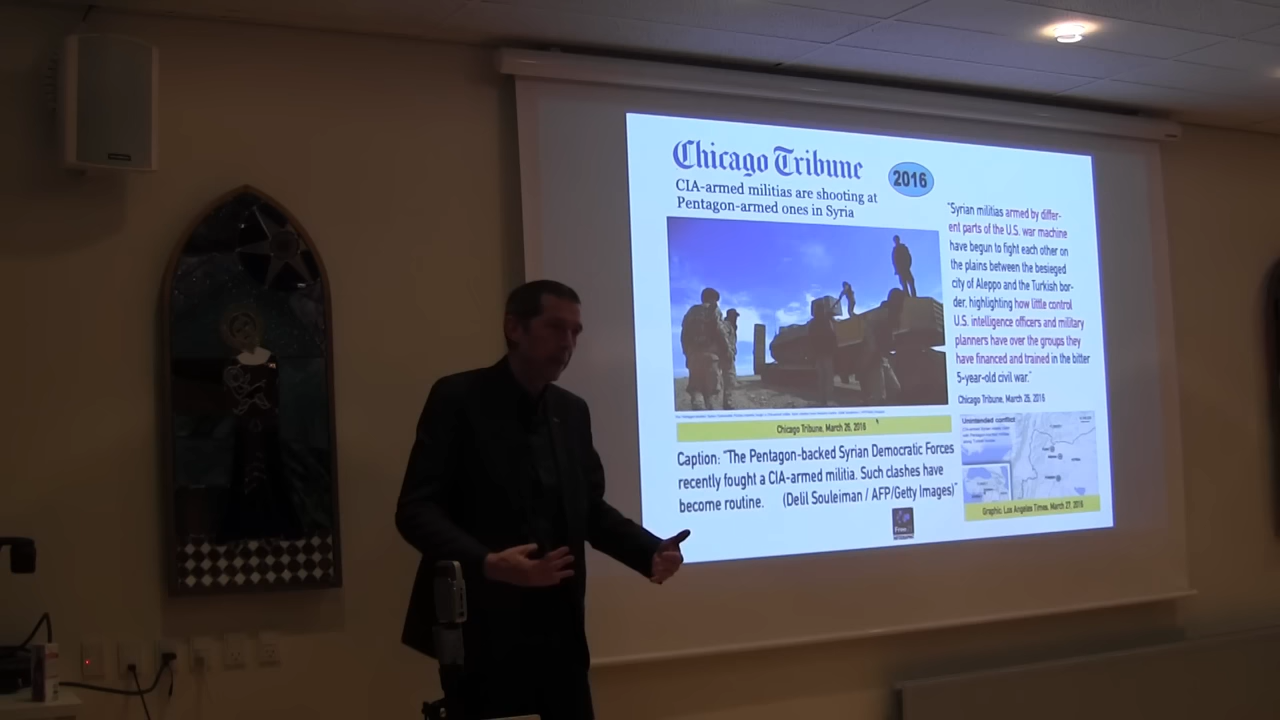 Chicago Tribune
2016
CIA-armed militias are shooting at
Pentagon-armed ones in Syria
"Syrian militias armed by differ-
ent parts of the U.S. war machine
have begun to fight each other on
the plains between the besieged
city of Aleppo and the Turkish bor-
der, highlighting how little control
U.S. intelligence officers and military
planners have over the groups they
have financed and trained in the bitter
5-year-old civil war."
Chicago Tribune, March 26, 2016
Chicago Tribune, March 26, 2016
Caption: "The Pentagon-backed Syrian Democratic Forces
recently fought a CIA-armed militia. Such clashes have
become routine. (Delil Souleiman / AFP/Getty Images)"
Unintended conflict
Graphic: Los Angeles Times, March 27, 2016